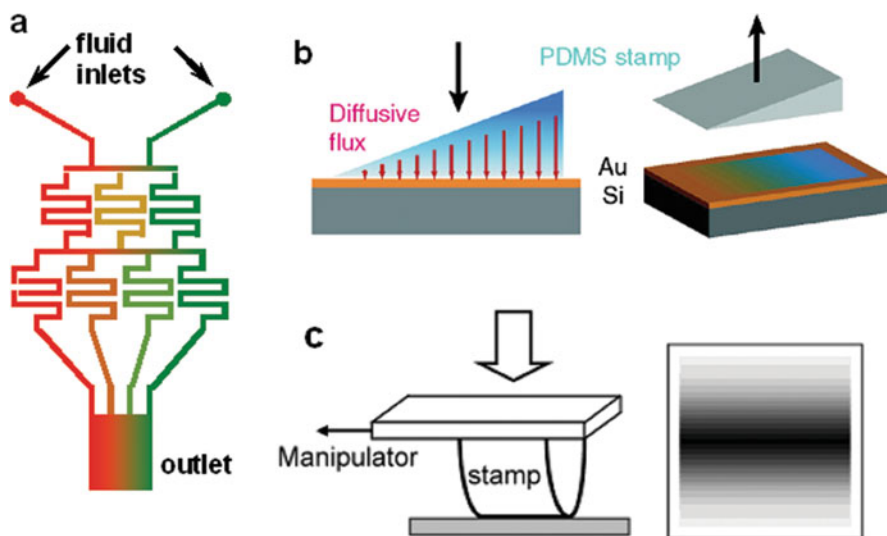 a
fluid
inlets
outlet
b
PDMS stamp
Diffusive
flux
Au
Si
c
Manipulator
stamp